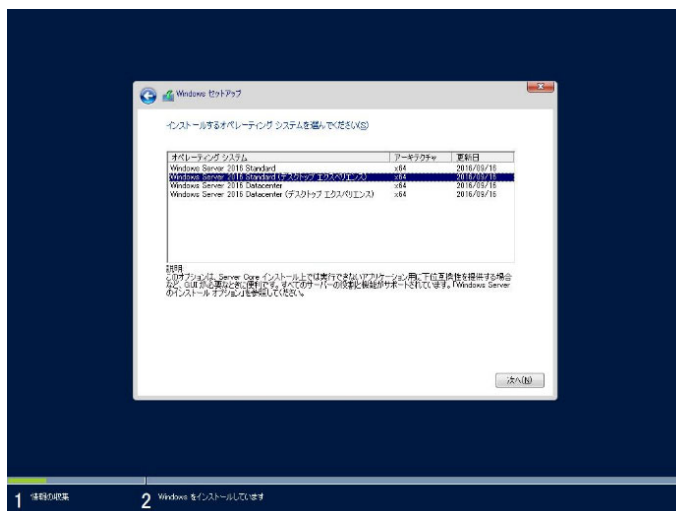 Windows セットアップ
インストールするオペレーティング システムを選んでください(S)
オペレーティング システム アーキテクチャ 更新日
Windows Server 2016 Standard x64 2016/09/16
Windows Server 2016 Standard (デスクトップ エクスペリエンス) x64 2016/09/16
Windows Server 2016 Datacenter x64 2016/09/16
Windows Server 2016 Datacenter (デスクトップ エクスペリエンス) x64 2016/09/16
説明:
このオプションは、Server Core インストール上では実行できないアプリケーション用に下位互換性を提供する場合
など、GUI が必要なときに便利です。すべてのサーバーの役割と機能がサポートされています。「Windows Server
のインストール オプション」を参照してください。
次へ(N)
1 情報の収集
2 Windows をインストールしています